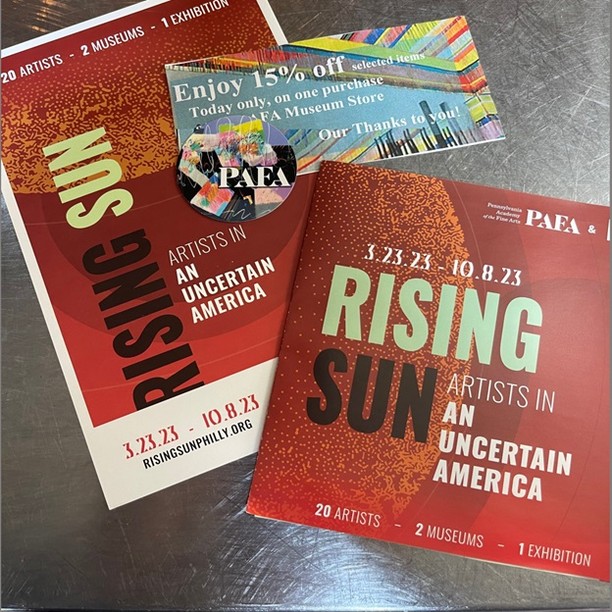 20 ARTISTS - 2 MUSEUMS - 1 EXHIBITION
RISING SUN
ARTISTS IN
AN
UNCERTAIN
AMERICA
3.23.23 - 10.8.23
RISINGSUNPHILLY.ORG
Enjoy 15% off selected items
Today only, on one purchase
AFA Museum Store
Our Thanks to you!
PAFA
Pennsylvania
Academy
of the Fine Arts
PAFA &
3.23.23 - 10.8.23
RISING
SUN
ARTISTS IN
AN
UNCERTAIN
AMERICA
20 ARTISTS - 2 MUSEUMS - 1 EXHIBITION